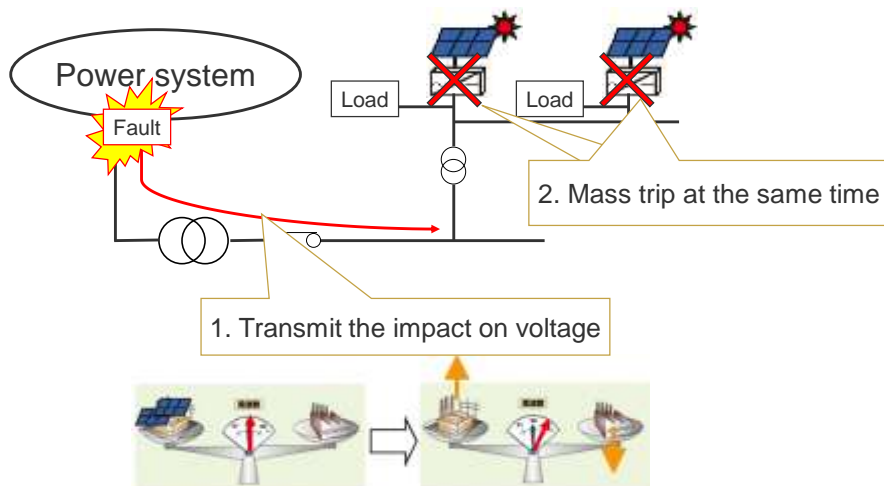 Power system
Fault
Load
Load
2. Mass trip at the same time
1. Transmit the impact on voltage